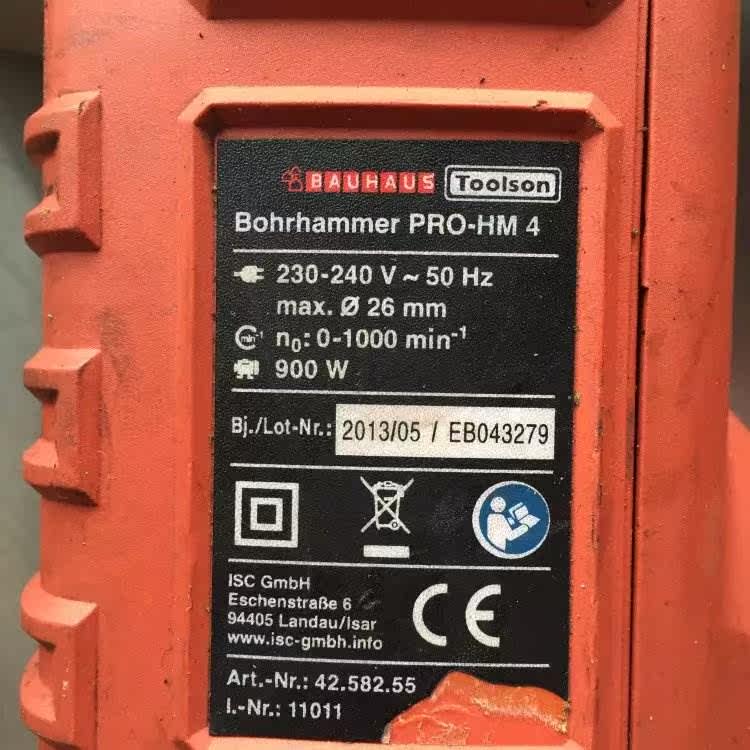 BAUHAUS Toolson
Bohrhammer PRO-HM 4
230-240 V ~ 50 Hz
max. Ø 26 mm
min⁻¹ n₀: 0-1000 min⁻¹
900 W
Bj./Lot-Nr.: 2013/05 / EB043279
ISC GmbH
Eschenstraße 6
94405 Landau/Isar
www.isc-gmbh.info
CE
Art.-Nr.: 42.582.55
I.-Nr.: 11011